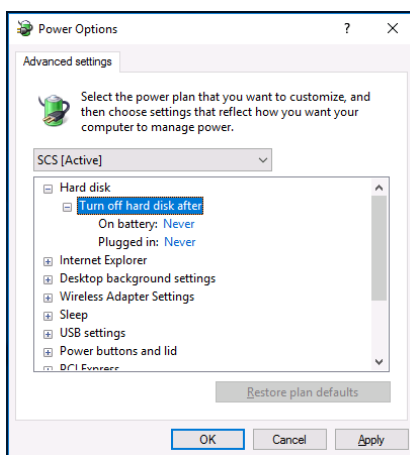 Power Options
? ×
Advanced settings
Select the power plan that you want to customize, and
then choose settings that reflect how you want your
computer to manage power.
SCS [Active]
Hard disk
Turn off hard disk after
On battery: Never
Plugged in: Never
Internet Explorer
Desktop background settings
Wireless Adapter Settings
Sleep
USB settings
Power buttons and lid
PCI Express
Restore plan defaults
OK Cancel Apply